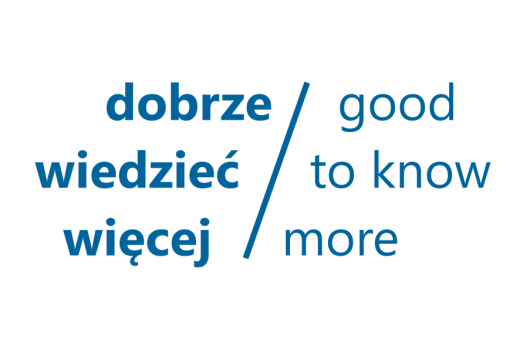 dobrze / good
wiedzieć / to know
więcej / more